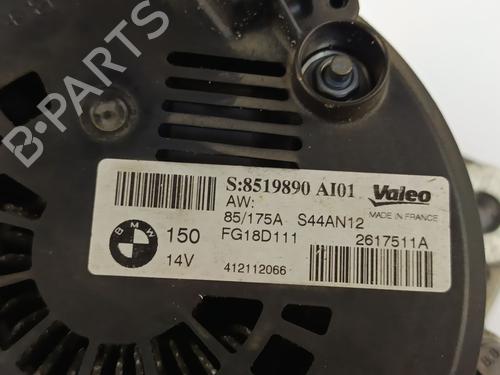 B-PARTS
S:8519890 AI01
Valeo
AW:
MADE IN FRANCE
85/175A S44AN12
BMW
150 FG18D111 2617511A
14V 412112066